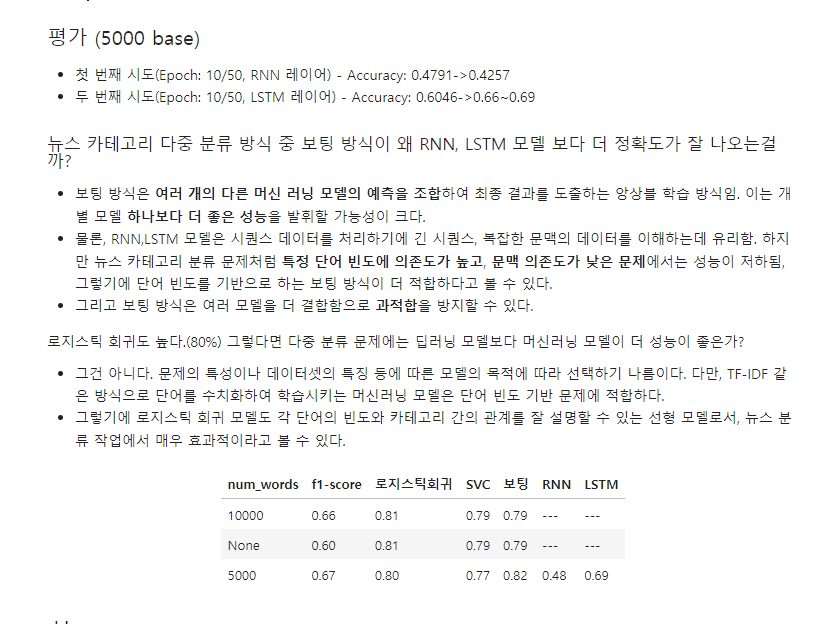 평가 (5000 base)
• 첫 번째 시도(Epoch: 10/50, RNN 레이어) - Accuracy: 0.4791->0.4257
• 두 번째 시도(Epoch: 10/50, LSTM 레이어) - Accuracy: 0.6046->0.66~0.69
뉴스 카테고리 다중 분류 방식 중 보팅 방식이 왜 RNN, LSTM 모델 보다 더 정확도가 잘 나오는걸
까?
• 보팅 방식은 여러 개의 다른 머신 러닝 모델의 예측을 조합하여 최종 결과를 도출하는 앙상블 학습 방식임. 이는 개
별 모델 하나보다 더 좋은 성능을 발휘할 가능성이 크다.
• 물론, RNN,LSTM 모델은 시퀀스 데이터를 처리하기에 긴 시퀀스, 복잡한 문맥의 데이터를 이해하는데 유리함. 하지
만 뉴스 카테고리 분류 문제처럼 특정 단어 빈도에 의존도가 높고, 문맥 의존도가 낮은 문제에서는 성능이 저하됨,
그렇기에 단어 빈도를 기반으로 하는 보팅 방식이 더 적합하다고 볼 수 있다.
• 그리고 보팅 방식은 여러 모델을 더 결합함으로 과적합을 방지할 수 있다.
로지스틱 회귀도 높다.(80%) 그렇다면 다중 분류 문제에는 딥러닝 모델보다 머신러닝 모델이 더 성능이 좋은가?
• 그건 아니다. 문제의 특성이나 데이터셋의 특징 등에 따른 모델의 목적에 따라 선택하기 나름이다. 다만, TF-IDF 같
은 방식으로 단어를 수치화하여 학습시키는 머신러닝 모델은 단어 빈도 기반 문제에 적합하다.
• 그렇기에 로지스틱 회귀 모델도 각 단어의 빈도와 카테고리 간의 관계를 잘 설명할 수 있는 선형 모델로서, 뉴스 분
류 작업에서 매우 효과적이라고 볼 수 있다.
num_words f1-score 로지스틱회귀 SVC 보팅 RNN LSTM
10000 0.66 0.81 0.79 0.79 --- ---
None 0.60 0.81 0.79 0.79 --- ---
5000 0.67 0.80 0.77 0.82 0.48 0.69